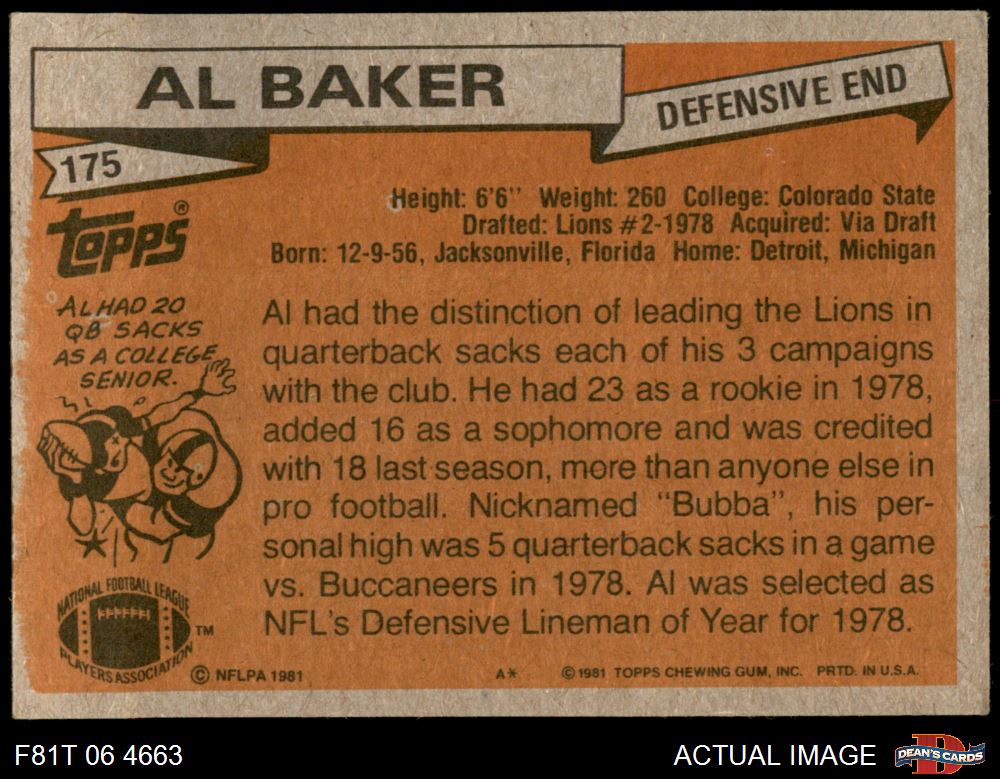 AL BAKER
DEFENSIVE END
175
Topps®
Height: 6'6'' Weight: 260 College: Colorado State
Drafted: Lions #2-1978 Acquired: Via Draft
Born: 12-9-56, Jacksonville, Florida Home: Detroit, Michigan
AL HAD 20
QB SACKS
AS A COLLEGE
SENIOR.
Al had the distinction of leading the Lions in
quarterback sacks each of his 3 campaigns
with the club. He had 23 as a rookie in 1978,
added 16 as a sophomore and was credited
with 18 last season, more than anyone else in
pro football. Nicknamed "Bubba", his per-
sonal high was 5 quarterback sacks in a game
vs. Buccaneers in 1978. Al was selected as
NFL's Defensive Lineman of Year for 1978.
NATIONAL FOOTBALL LEAGUE
PLAYERS ASSOCIATION
TM
© NFLPA 1981
A*
© 1981 TOPPS CHEWING GUM, INC. PRTD. IN U.S.A.
F81T 06 4663
ACTUAL IMAGE
D
DEAN'S CARDS